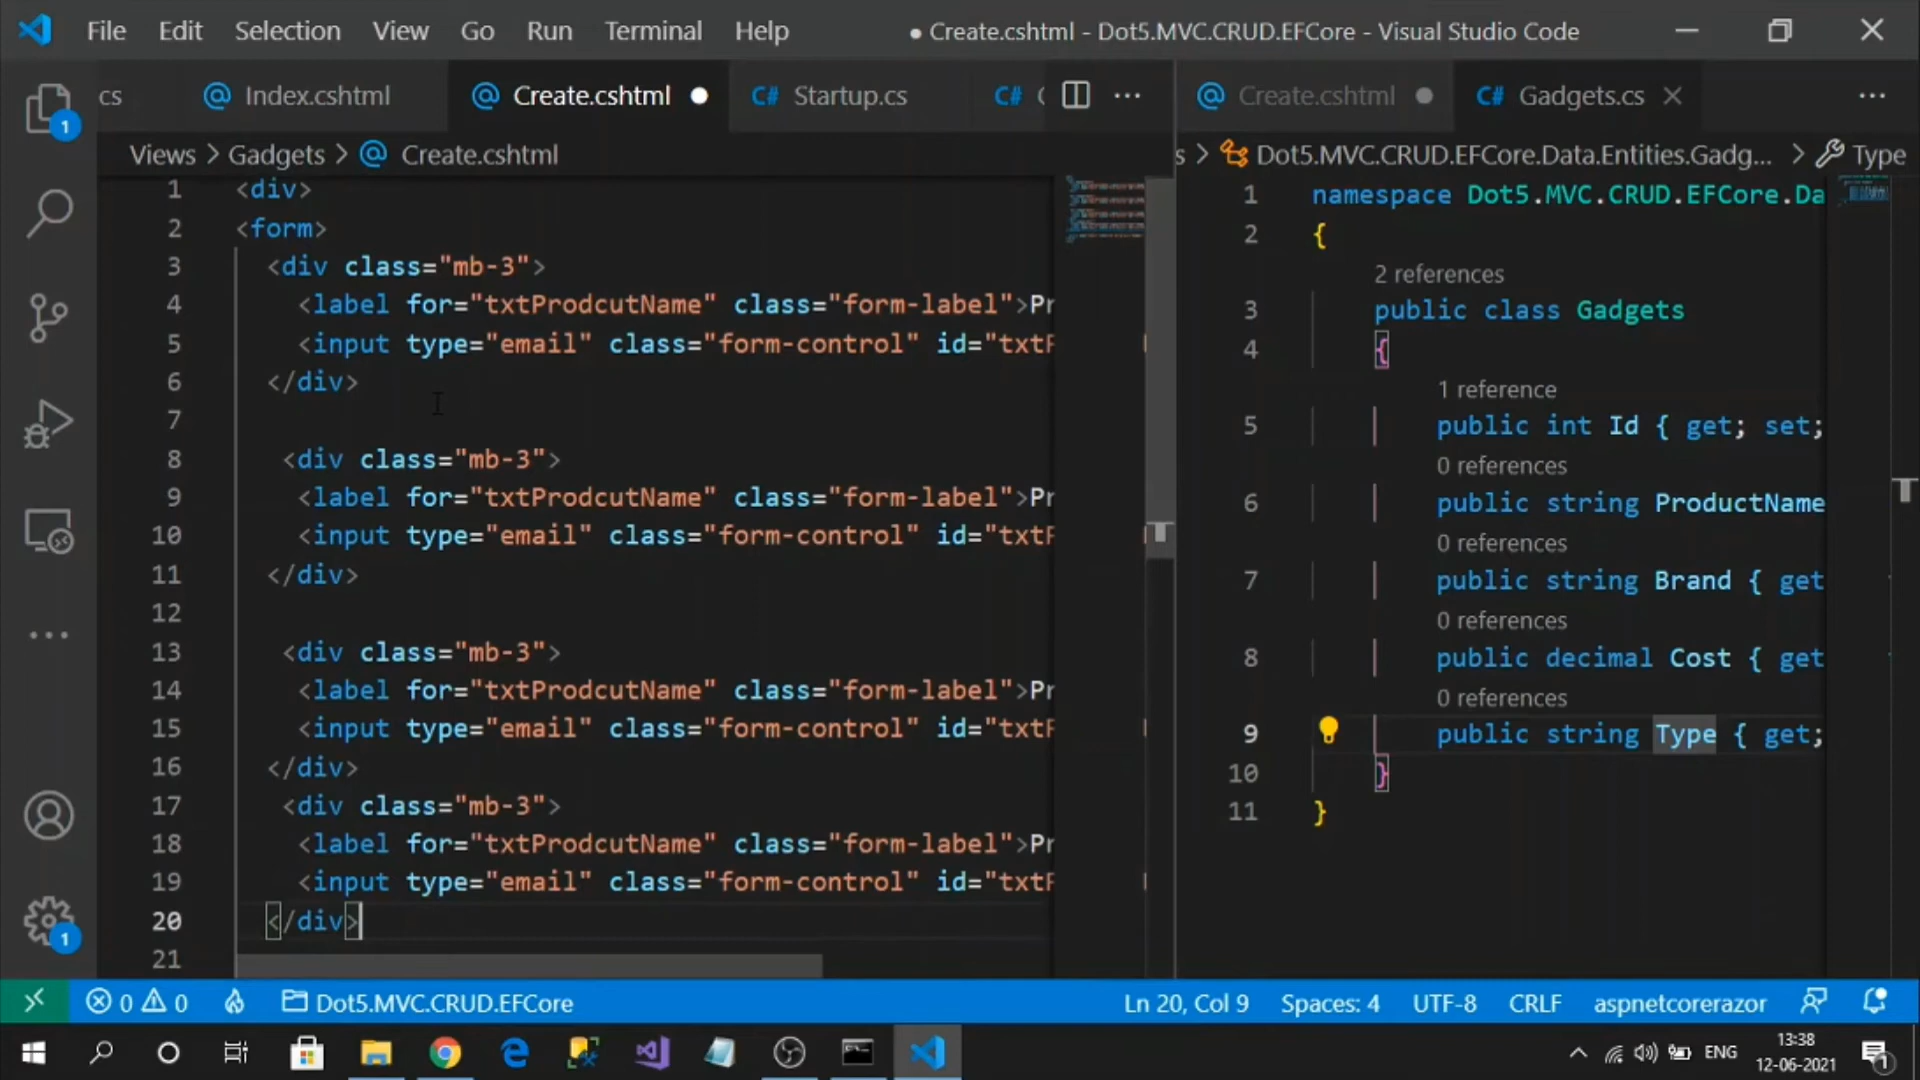 File Edit Selection View Go Run Terminal Help ● Create.cshtml - Dot5.MVC.CRUD.EFCore - Visual Studio Code
cs Index.cshtml Create.cshtml Startup.cs
Create.cshtml Gadgets.cs
Views > Gadgets > Create.cshtml
s > Dot5.MVC.CRUD.EFCore.Data.Entities.Gadg... > Type
1 <div>
2 <form>
3 <div class="mb-3">
4 <label for="txtProdcutName" class="form-label">Pr
5 <input type="email" class="form-control" id="txtP
6 </div>
7
8 <div class="mb-3">
9 <label for="txtProdcutName" class="form-label">Pr
10 <input type="email" class="form-control" id="txtP
11 </div>
12
13 <div class="mb-3">
14 <label for="txtProdcutName" class="form-label">Pr
15 <input type="email" class="form-control" id="txtP
16 </div>
17 <div class="mb-3">
18 <label for="txtProdcutName" class="form-label">Pr
19 <input type="email" class="form-control" id="txtP
20 </div>
21
1 namespace Dot5.MVC.CRUD.EFCore.Da
2 {
2 references
3 public class Gadgets
4 {
1 reference
5 public int Id { get; set;
0 references
6 public string ProductName
0 references
7 public string Brand { get
0 references
8 public decimal Cost { get
0 references
9 public string Type { get;
10 }
11 }
1
1
0 0 Dot5.MVC.CRUD.EFCore Ln 20, Col 9 Spaces: 4 UTF-8 CRLF aspnetcorerazor
ENG 13:38
12-06-2021
1